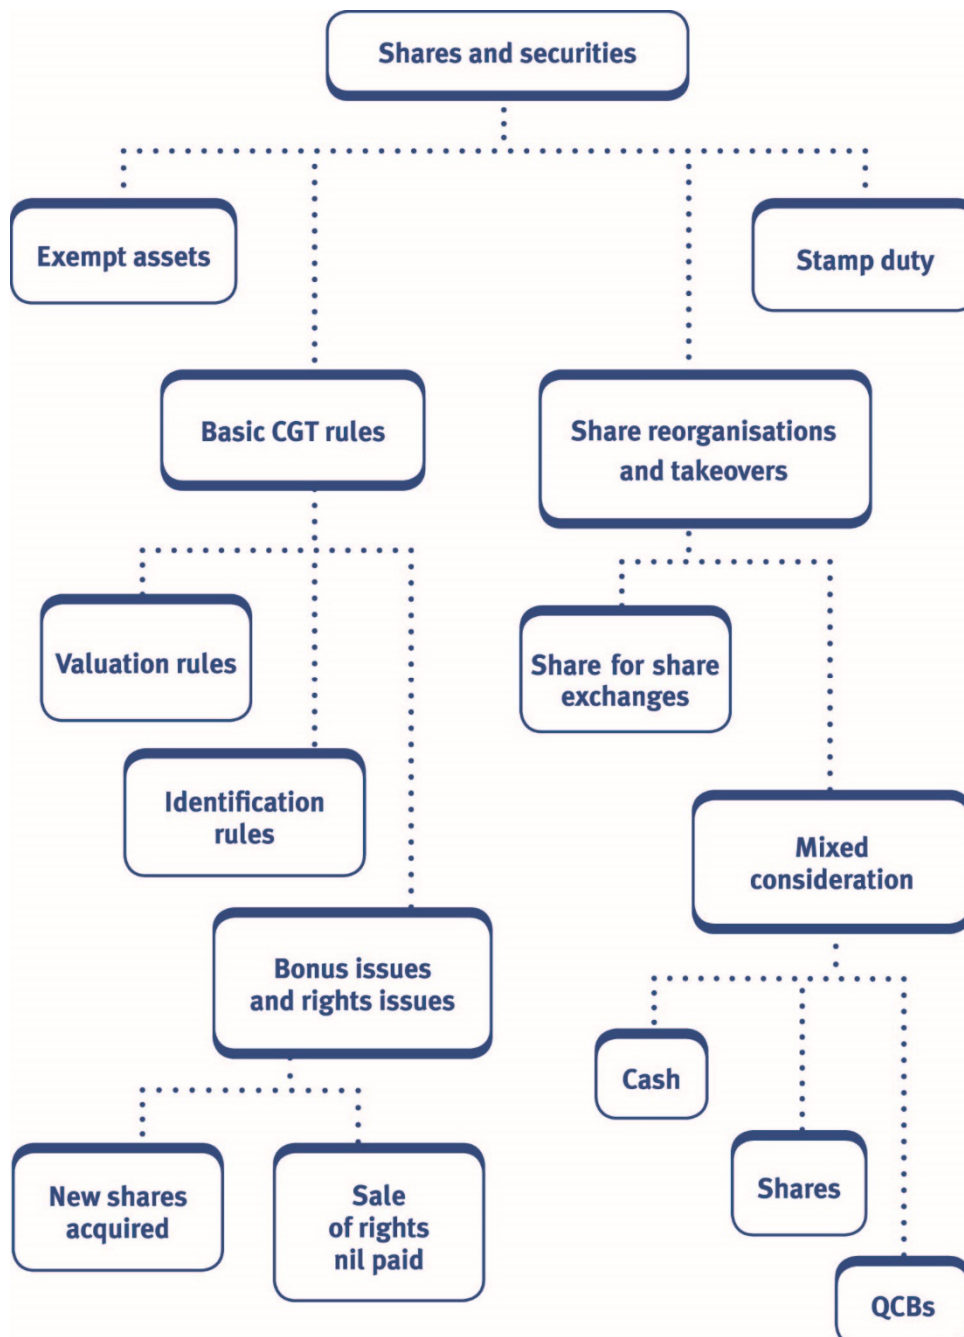 Shares and securities
Exempt assets
Stamp duty
Basic CGT rules
Share reorganisations
and takeovers
Valuation rules
Share for share
exchanges
Identification
rules
Mixed
consideration
Bonus issues
and rights issues
Cash
New shares
acquired
Sale
of rights
nil paid
Shares
QCBs